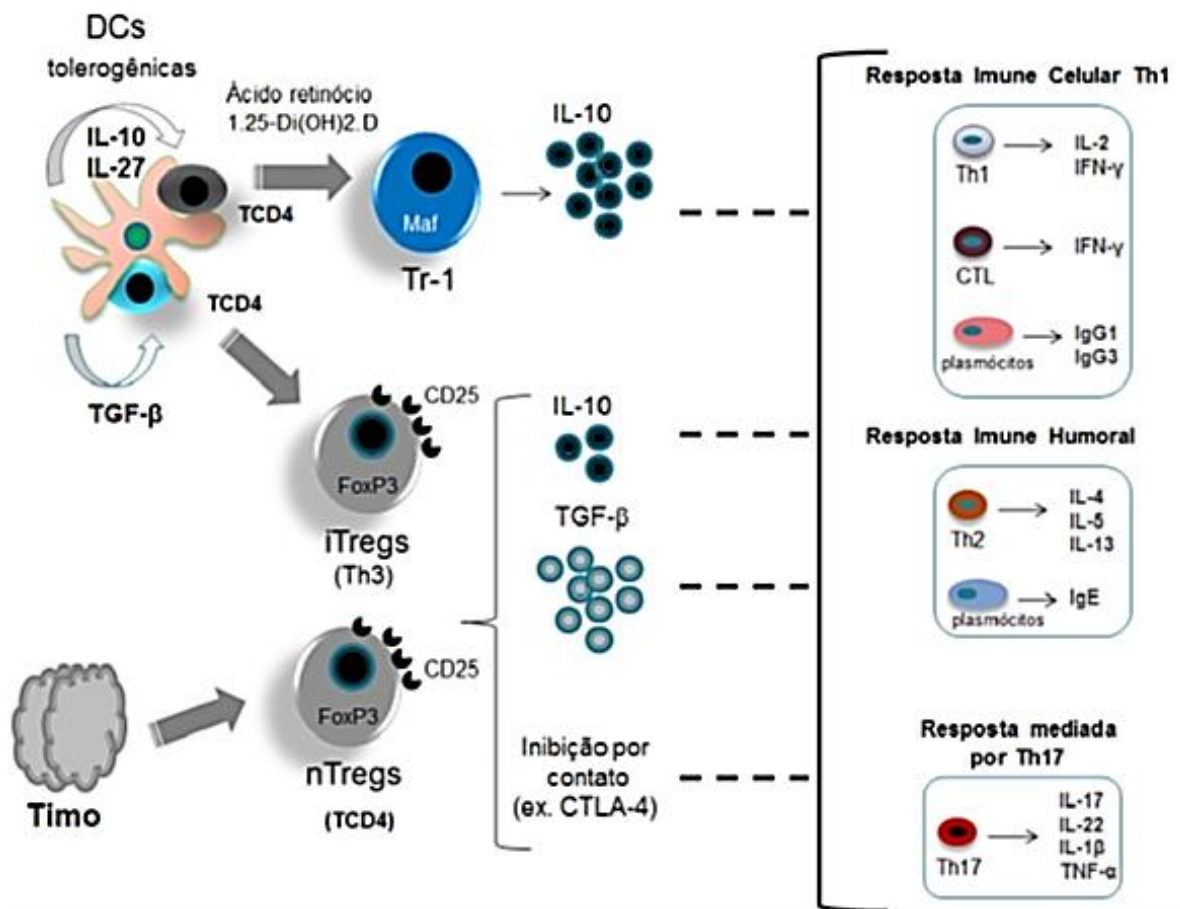 DCs
tolerogênicas
IL-10
IL-27
TCD4
Ácido retinócio
1.25-Di(OH)2.D
Maf
Tr-1
IL-10
TCD4
TGF-β
CD25
FoxP3
iTregs
(Th3)
IL-10
TGF-β
Timo
CD25
FoxP3
nTregs
(TCD4)
Inibição por
contato
(ex. CTLA-4)
Resposta Imune Celular Th1
Th1
IL-2
IFN-γ
CTL
IFN-γ
plasmócitos
IgG1
IgG3
Resposta Imune Humoral
Th2
IL-4
IL-5
IL-13
plasmócitos
IgE
Resposta mediada
por Th17
Th17
IL-17
IL-22
IL-1β
TNF-α